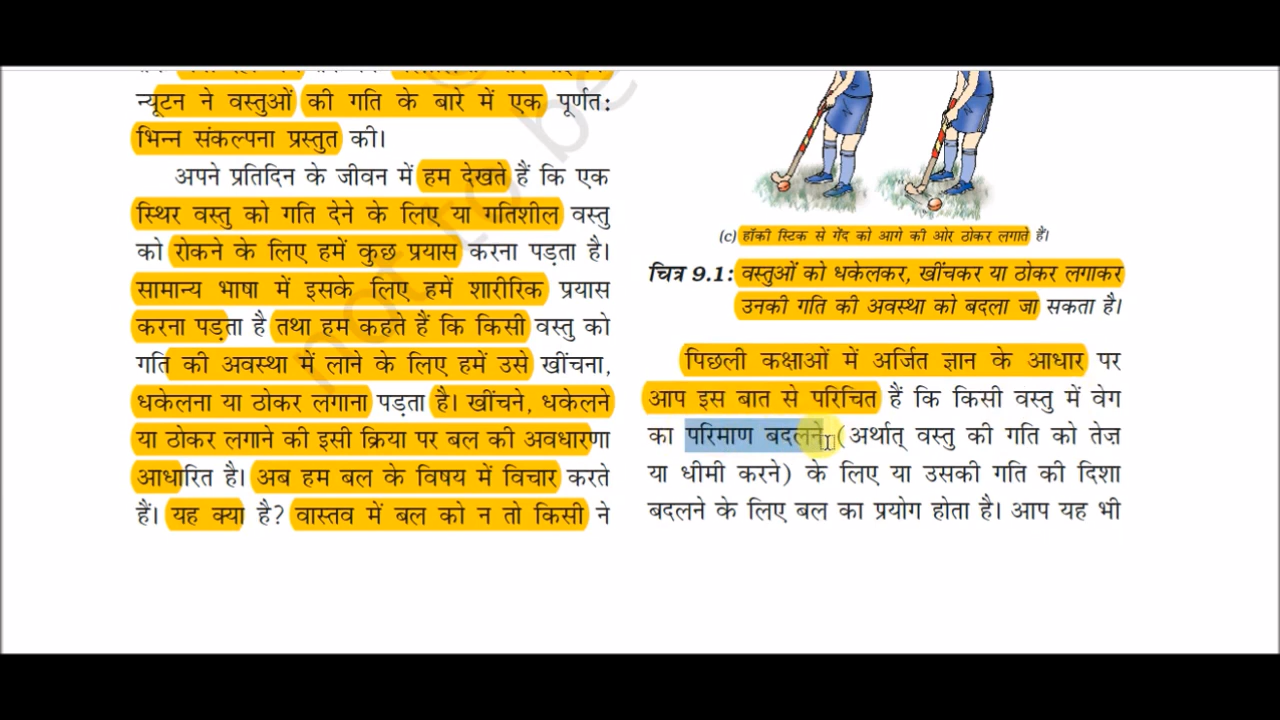 न्यूटन ने वस्तुओं की गति के बारे में एक पूर्णत:
भिन्न संकल्पना प्रस्तुत की।
अपने प्रतिदिन के जीवन में हम देखते हैं कि एक
स्थिर वस्तु को गति देने के लिए या गतिशील वस्तु
को रोकने के लिए हमें कुछ प्रयास करना पड़ता है।
सामान्य भाषा में इसके लिए हमें शारीरिक प्रयास
करना पड़ता है तथा हम कहते हैं कि किसी वस्तु को
गति की अवस्था में लाने के लिए हमें उसे खींचना,
धकेलना या ठोकर लगाना पड़ता है। खींचने, धकेलने
या ठोकर लगाने की इसी क्रिया पर बल की अवधारणा
आधारित है। अब हम बल के विषय में विचार करते
हैं। यह क्या है? वास्तव में बल को न तो किसी ने
(c) हॉकी स्टिक से गेंद को आगे की ओर ठोकर लगाते हैं।
चित्र 9.1: वस्तुओं को धकेलकर, खींचकर या ठोकर लगाकर
उनकी गति की अवस्था को बदला जा सकता है।
पिछली कक्षाओं में अर्जित ज्ञान के आधार पर
आप इस बात से परिचित हैं कि किसी वस्तु में वेग
का परिमाण बदलने (अर्थात् वस्तु की गति को तेज़
या धीमी करने) के लिए या उसकी गति की दिशा
बदलने के लिए बल का प्रयोग होता है। आप यह भी
not to be